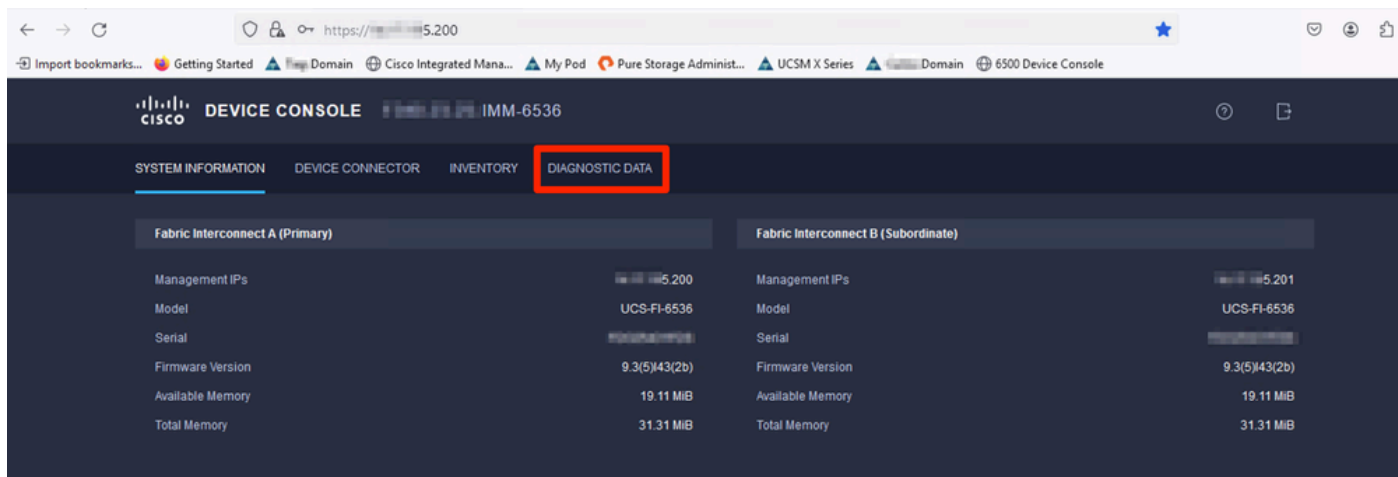 https:// 5.200
Import bookmarks... Getting Started Domain Cisco Integrated Mana... My Pod Pure Storage Administ... UCSM X Series Domain 6500 Device Console
CISCO DEVICE CONSOLE IMM-6536
SYSTEM INFORMATION DEVICE CONNECTOR INVENTORY DIAGNOSTIC DATA
Fabric Interconnect A (Primary) Fabric Interconnect B (Subordinate)
Management IPs 5.200 Management IPs 5.201
Model UCS-FI-6536 Model UCS-FI-6536
Serial Serial
Firmware Version 9.3(5)I43(2b) Firmware Version 9.3(5)I43(2b)
Available Memory 19.11 MiB Available Memory 19.11 MiB
Total Memory 31.31 MiB Total Memory 31.31 MiB